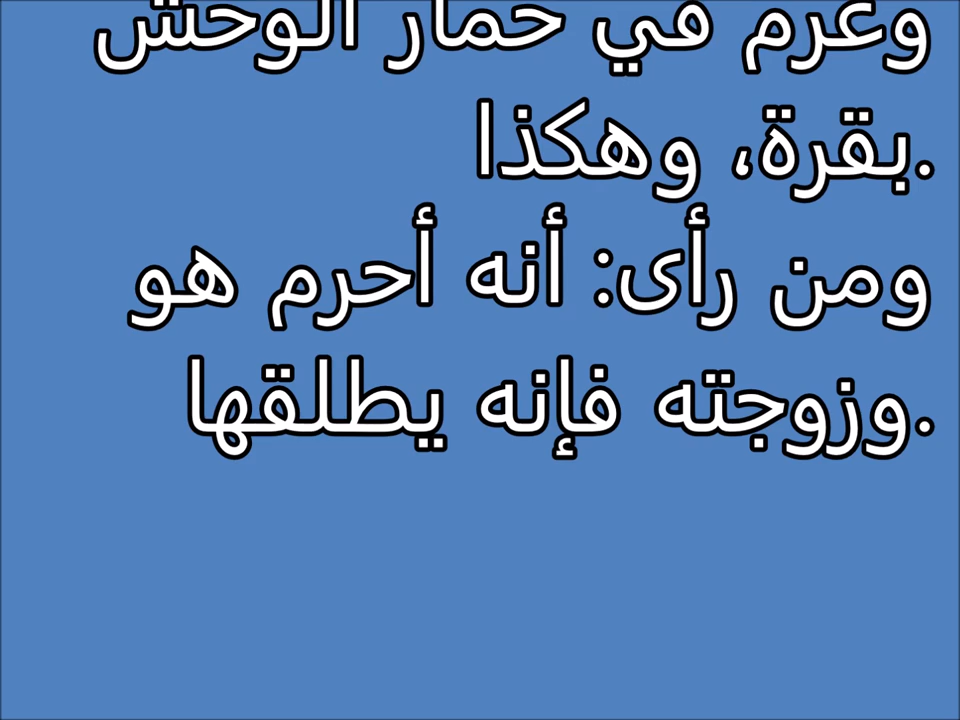 وغرم في حمار الوحش
بقرة، وهكذا.
ومن رأى: أنه أحرم هو
وزوجته فإنه يطلقها.